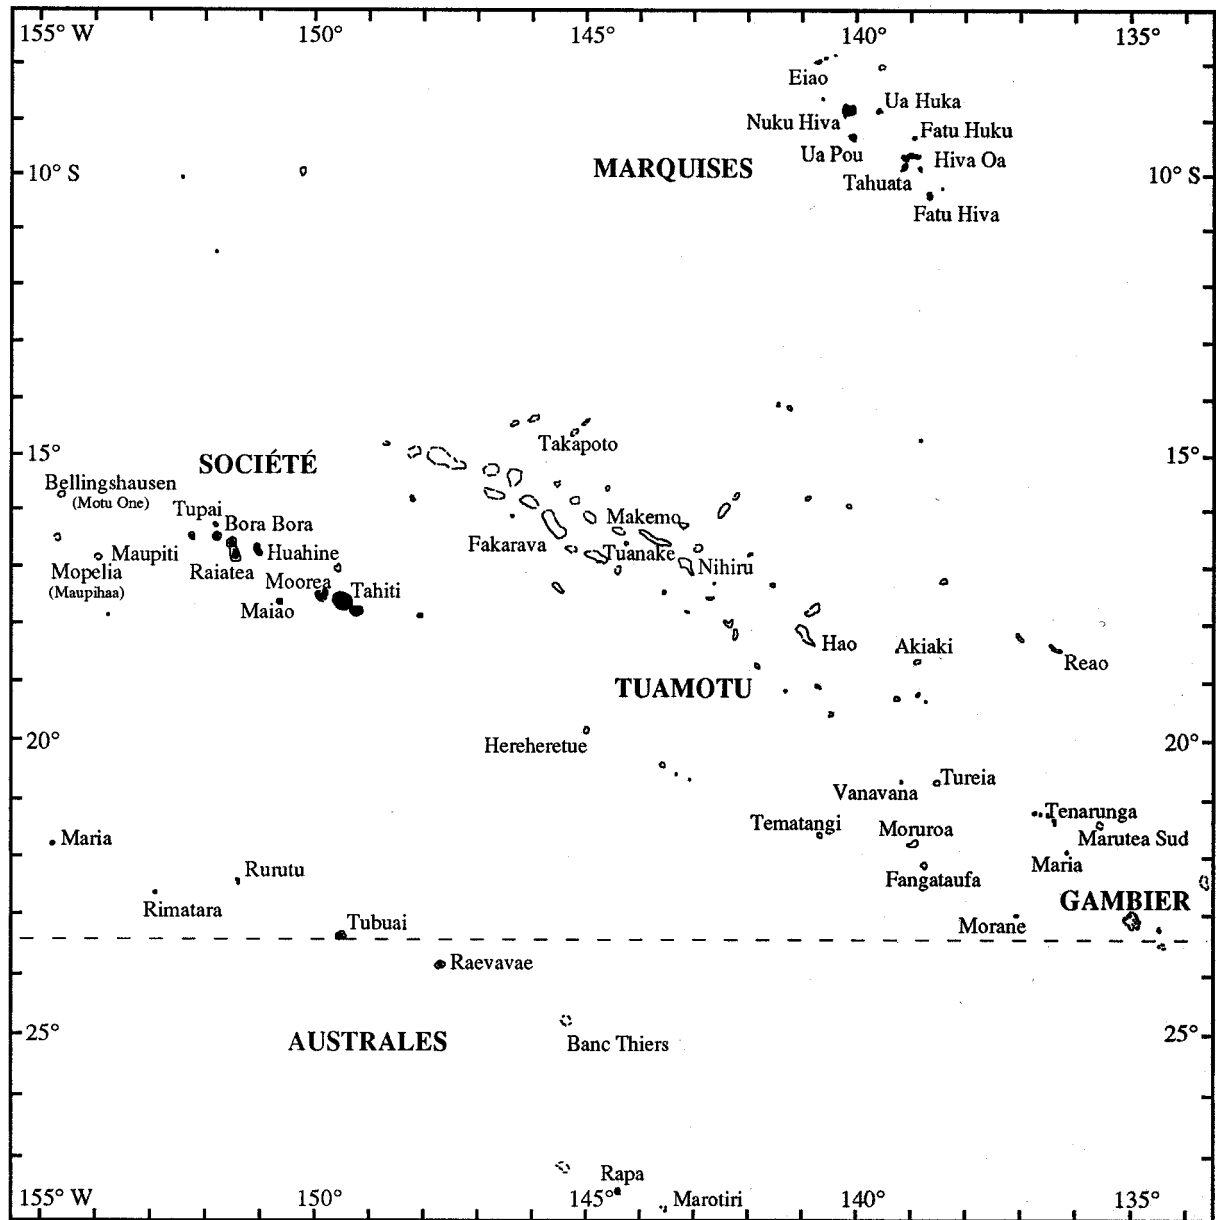 155° W
150°
145°
140°
135°
Eiao
Ua Huka
Nuku Hiva
Fatu Huku
Ua Pou
Hiva Oa
MARQUISES
10° S
10° S
Tahuata
Fatu Hiva
Takapoto
15°
SOCIÉTÉ
15°
Bellingshausen
(Motu One)
Tupai
Bora Bora
Makemo
Fakarava
Maupiti
Huahine
Tuanake
Nihiru
Mopelia
(Maupihaa)
Raiatea
Moorea
Tahiti
Maiao
Hao
Akiaki
Reao
TUAMOTU
20°
Hereheretue
20°
Vanavana
Tureia
Tematangi
Moruroa
Tenarunga
Marutea Sud
Maria
Maria
Rurutu
Fangataufa
Rimatara
GAMBIER
Tubuai
Morane
Raevavae
25°
AUSTRALES
Banc Thiers
25°
Rapa
Marotiri
155° W
150°
145°
140°
135°